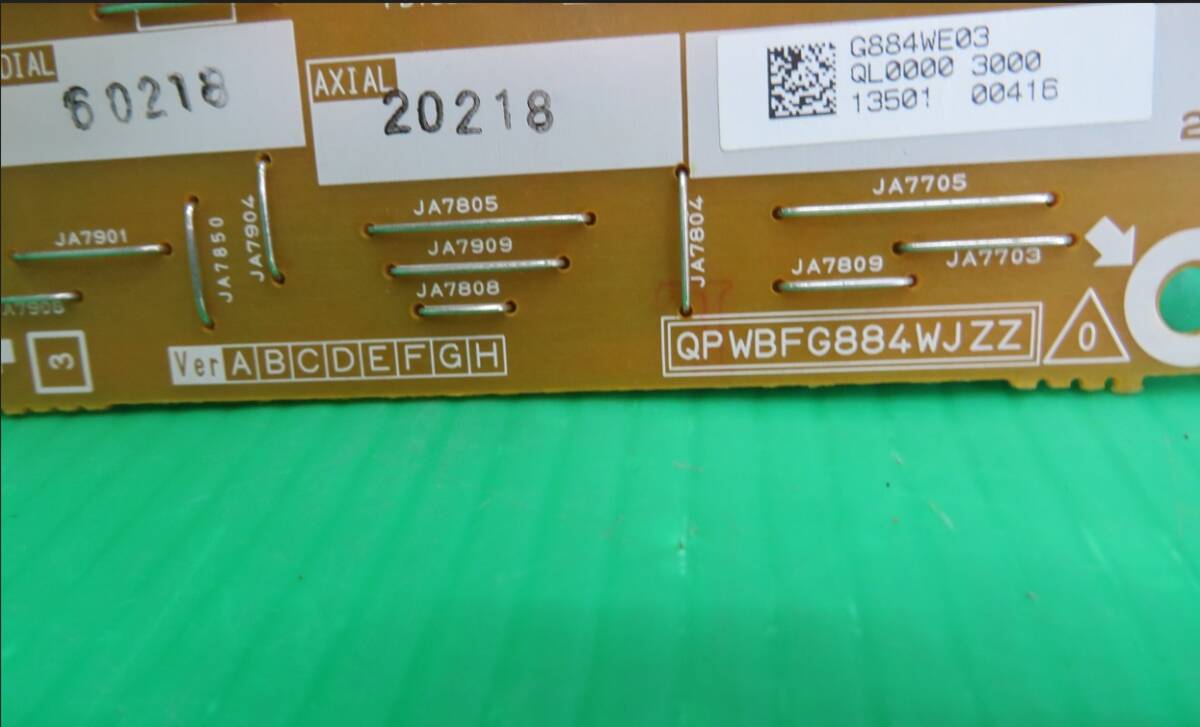 DIAL
60218
AXIAL
20218
G884WE03
QL0000 3000
13501 00416
JA7901
JA7850
JA7904
JA7805
JA7909
JA7808
JA7804
JA7705
JA7703
JA7809
3
Ver A B C D E F G H
QPWBFG884WJZZ
0